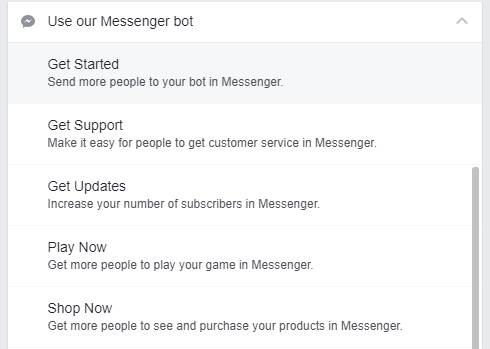 Use our Messenger bot
Get Started
Send more people to your bot in Messenger.
Get Support
Make it easy for people to get customer service in Messenger.
Get Updates
Increase your number of subscribers in Messenger.
Play Now
Get more people to play your game in Messenger.
Shop Now
Get more people to see and purchase your products in Messenger.